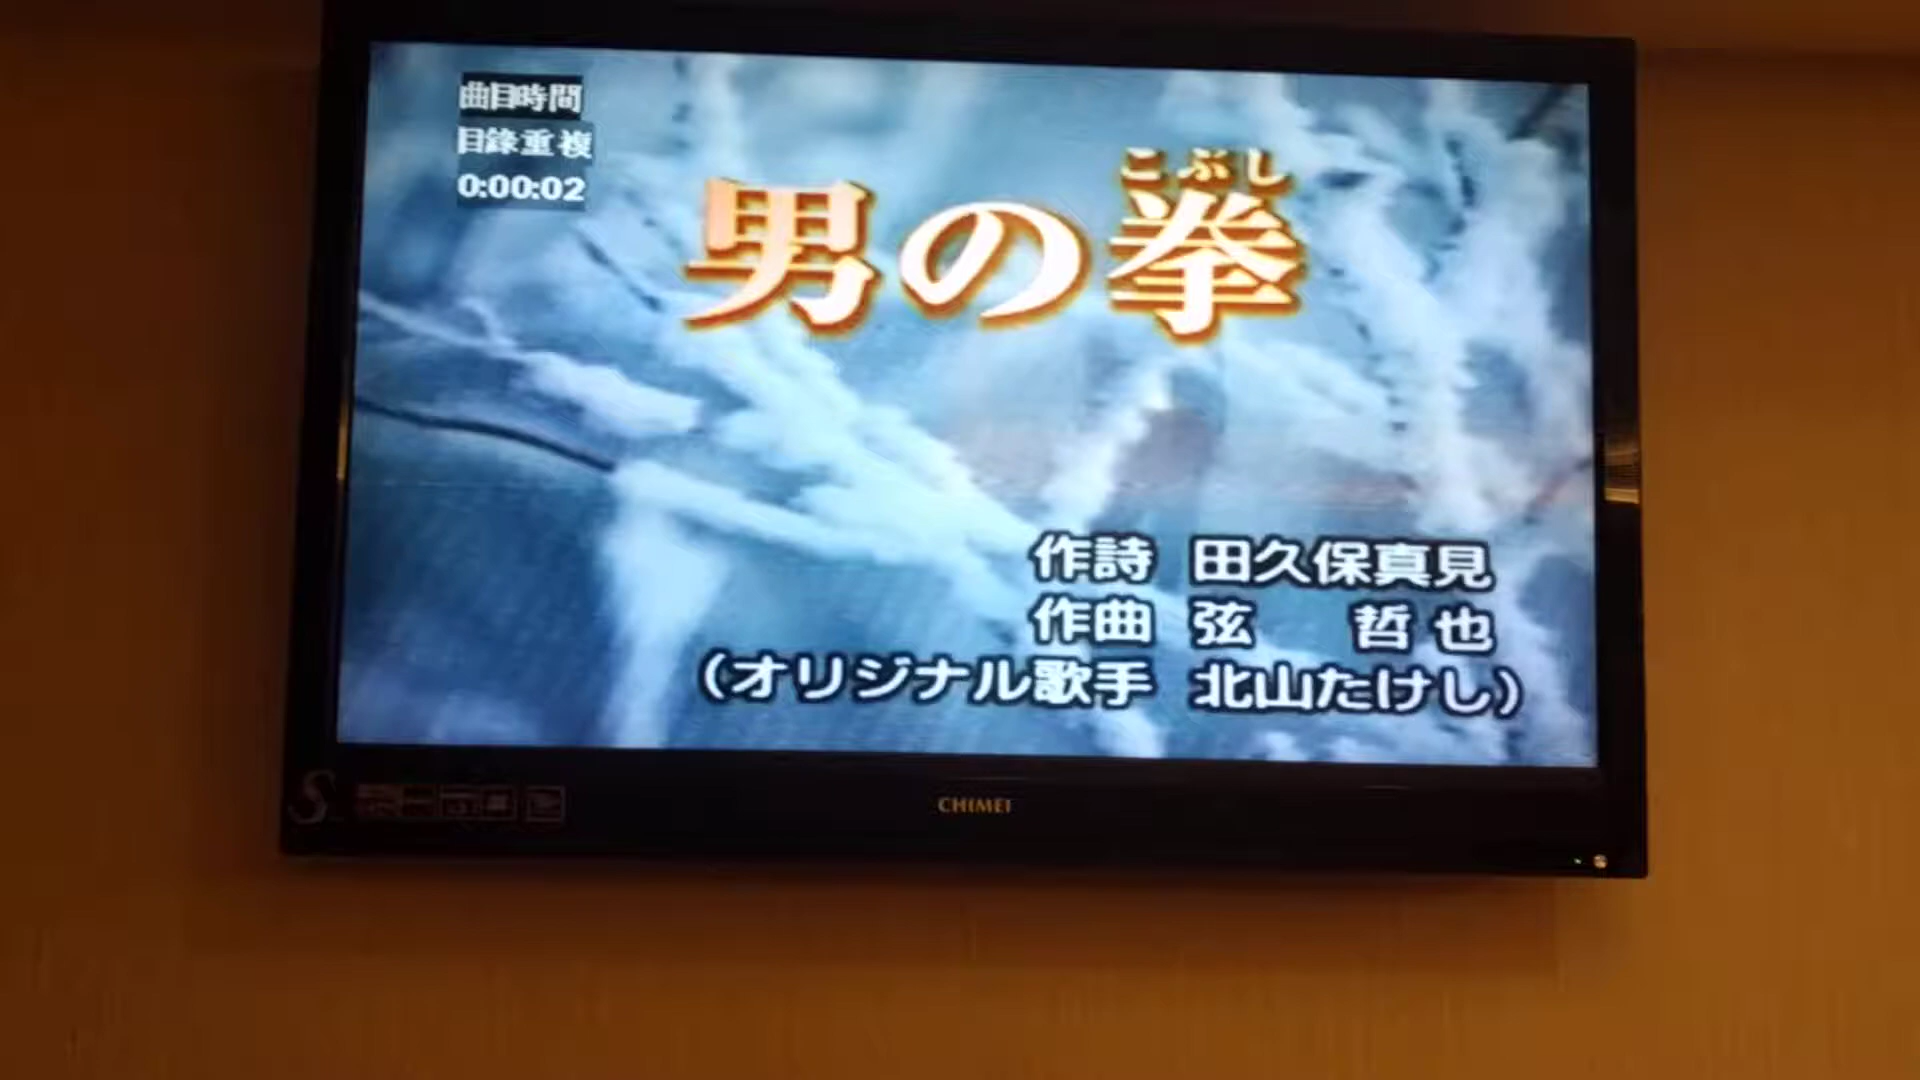 曲目時間
目錄重複
0:00:02
こぶし
男の拳
作詩 田久保真見
作曲 弦 哲也
(オリジナル歌手 北山たけし)
CHIMEI